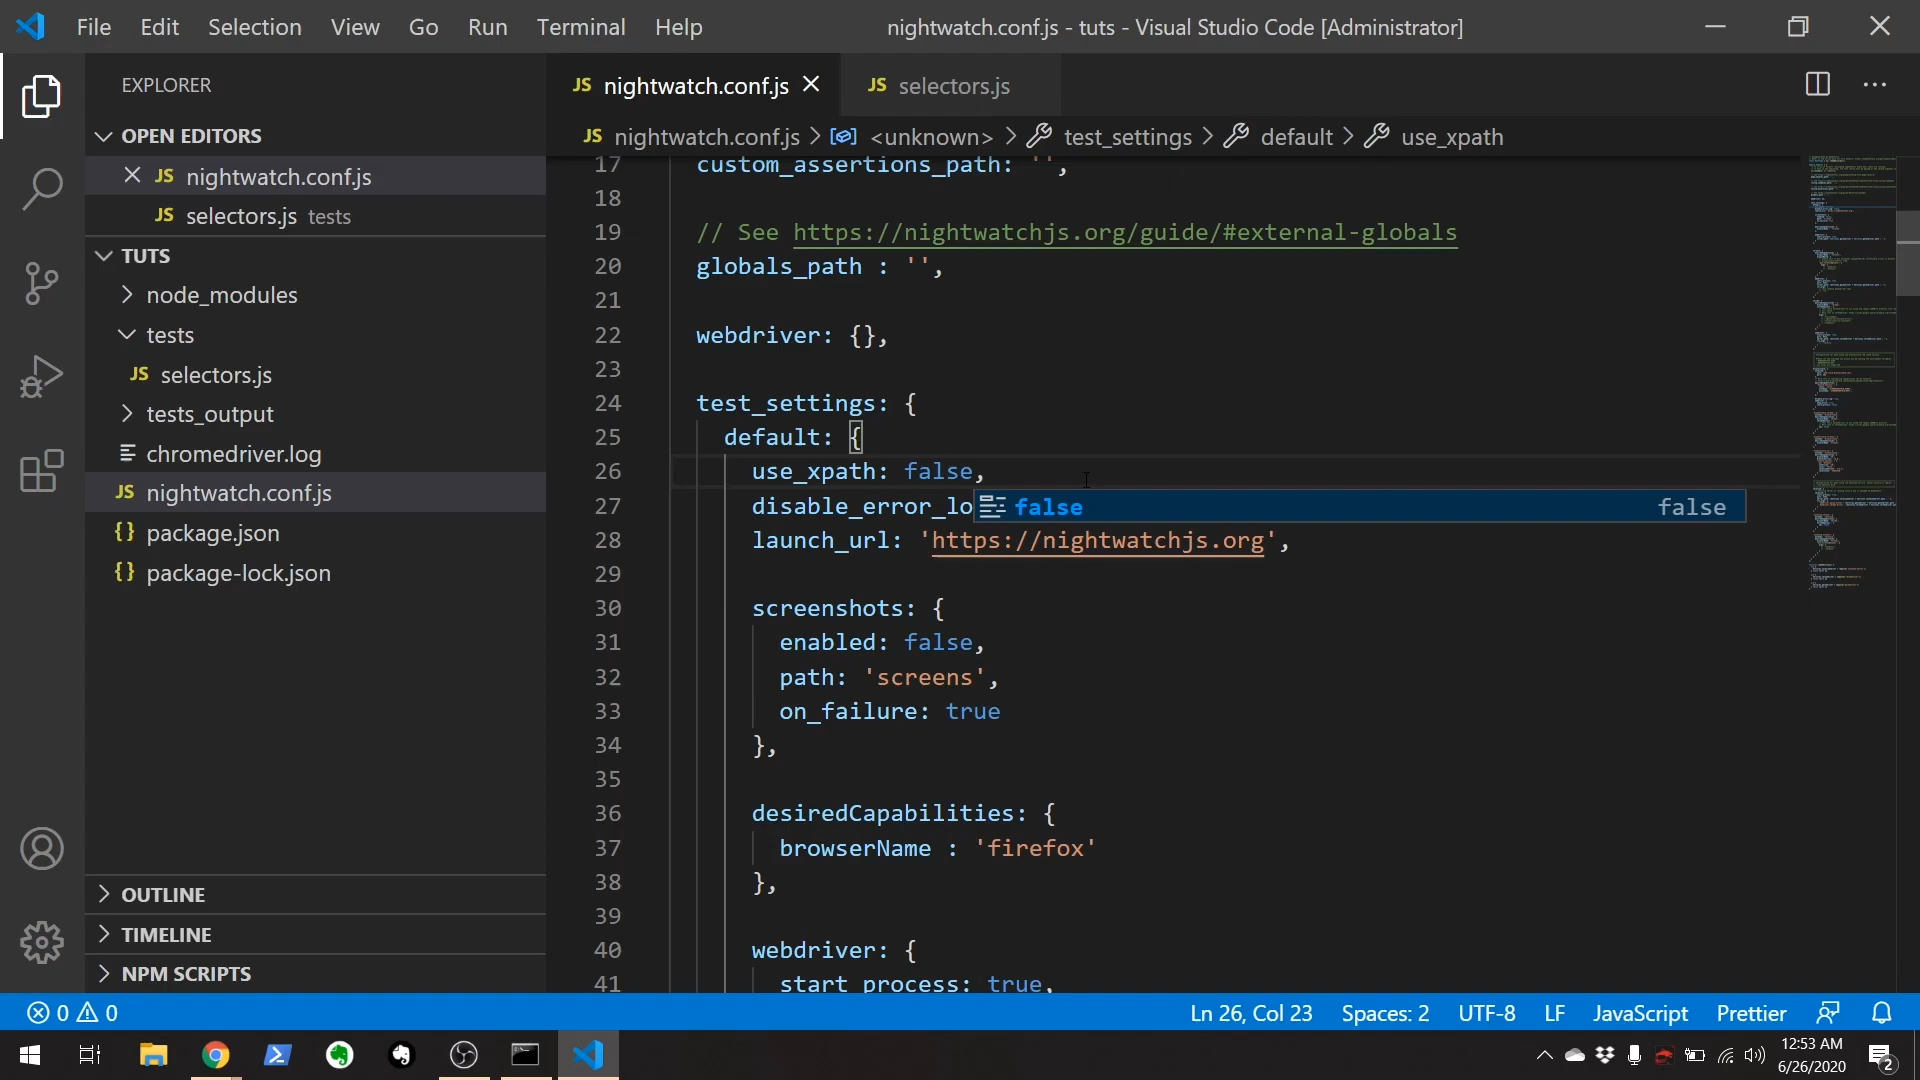 File Edit Selection View Go Run Terminal Help
nightwatch.conf.js - tuts - Visual Studio Code [Administrator]
EXPLORER
OPEN EDITORS
JS nightwatch.conf.js
JS selectors.js tests
TUTS
node_modules
tests
JS selectors.js
tests_output
chromedriver.log
JS nightwatch.conf.js
{} package.json
{} package-lock.json
OUTLINE
TIMELINE
NPM SCRIPTS
JS nightwatch.conf.js
JS selectors.js
JS nightwatch.conf.js > <unknown> > test_settings > default > use_xpath
17 custom_assertions_path: '',
18
19 // See https://nightwatchjs.org/guide/#external-globals
20 globals_path : '',
21
22 webdriver: {},
23
24 test_settings: {
25 default: {
26 use_xpath: false,
27 disable_error_lo
false false
28 launch_url: 'https://nightwatchjs.org',
29
30 screenshots: {
31 enabled: false,
32 path: 'screens',
33 on_failure: true
34 },
35
36 desiredCapabilities: {
37 browserName : 'firefox'
38 },
39
40 webdriver: {
41 start_process: true,
0 0
Ln 26, Col 23 Spaces: 2 UTF-8 LF JavaScript Prettier
12:53 AM
6/26/2020
2